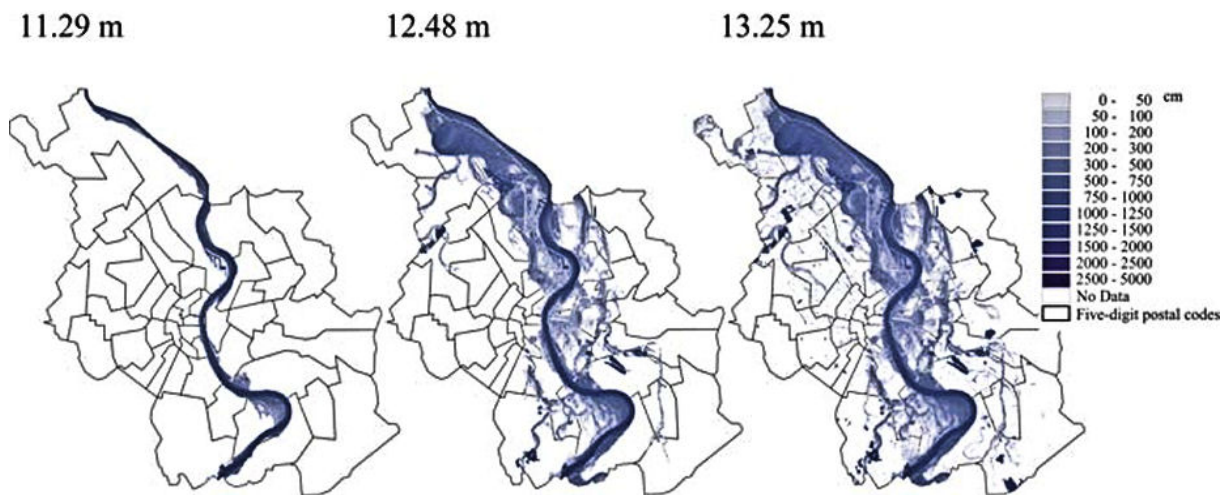 11.29 m
12.48 m
13.25 m
cm
0 - 50
50 - 100
100 - 200
200 - 300
300 - 500
500 - 750
750 - 1000
1000 - 1250
1250 - 1500
1500 - 2000
2000 - 2500
2500 - 5000
No Data
Five-digit postal codes